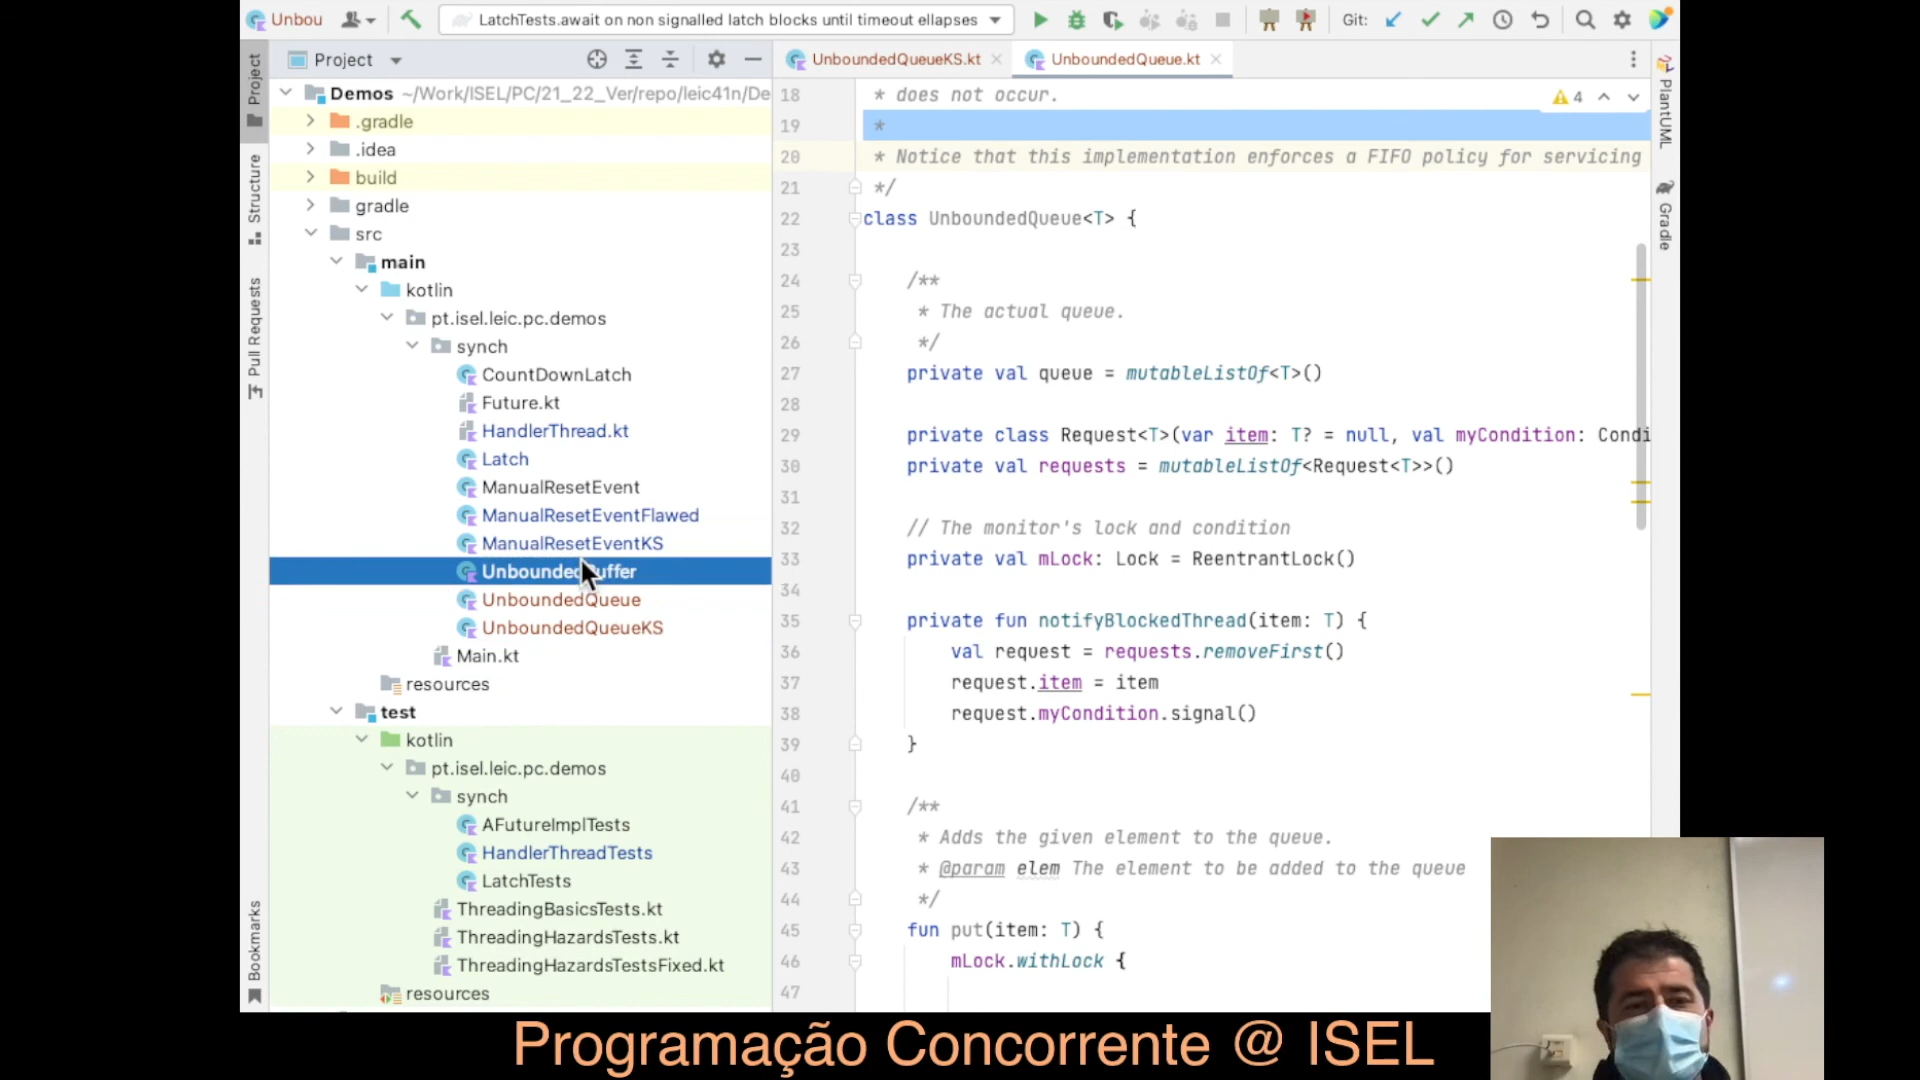 Unbou
LatchTests.await on non signalled latch blocks until timeout ellapses
Git:
Project
Demos ~/Work/ISEL/PC/21_22_Ver/repo/leic41n/De
.gradle
.idea
build
gradle
src
main
kotlin
pt.isel.leic.pc.demos
synch
CountDownLatch
Future.kt
HandlerThread.kt
Latch
ManualResetEvent
ManualResetEventFlawed
ManualResetEventKS
UnboundedBuffer
UnboundedQueue
UnboundedQueueKS
Main.kt
resources
test
kotlin
pt.isel.leic.pc.demos
synch
AFutureImplTests
HandlerThreadTests
LatchTests
ThreadingBasicsTests.kt
ThreadingHazardsTests.kt
ThreadingHazardsTestsFixed.kt
resources
Project
Structure
Pull Requests
Bookmarks
UnboundedQueueKS.kt
UnboundedQueue.kt
4
18 * does not occur.
19 *
20 * Notice that this implementation enforces a FIFO policy for servicing
21 */
22 class UnboundedQueue<T> {
23
24 /**
25 * The actual queue.
26 */
27 private val queue = mutableListOf<T>()
28
29 private class Request<T>(var item: T? = null, val myCondition: Condi
30 private val requests = mutableListOf<Request<T>>()
31
32 // The monitor's lock and condition
33 private val mLock: Lock = ReentrantLock()
34
35 private fun notifyBlockedThread(item: T) {
36 val request = requests.removeFirst()
37 request.item = item
38 request.myCondition.signal()
39 }
40
41 /**
42 * Adds the given element to the queue.
43 * @param elem The element to be added to the queue
44 */
45 fun put(item: T) {
46 mLock.withLock {
47
PlantUML
Gradle
Programação Concorrente @ ISEL